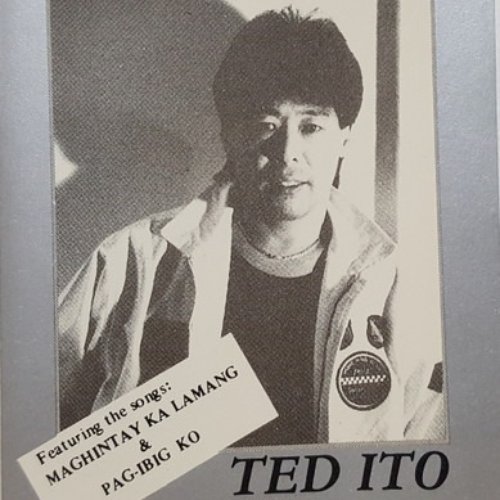 Featuring the songs:
MAGHINTAY KA LAMANG
&
PAG-IBIG KO
TED ITO